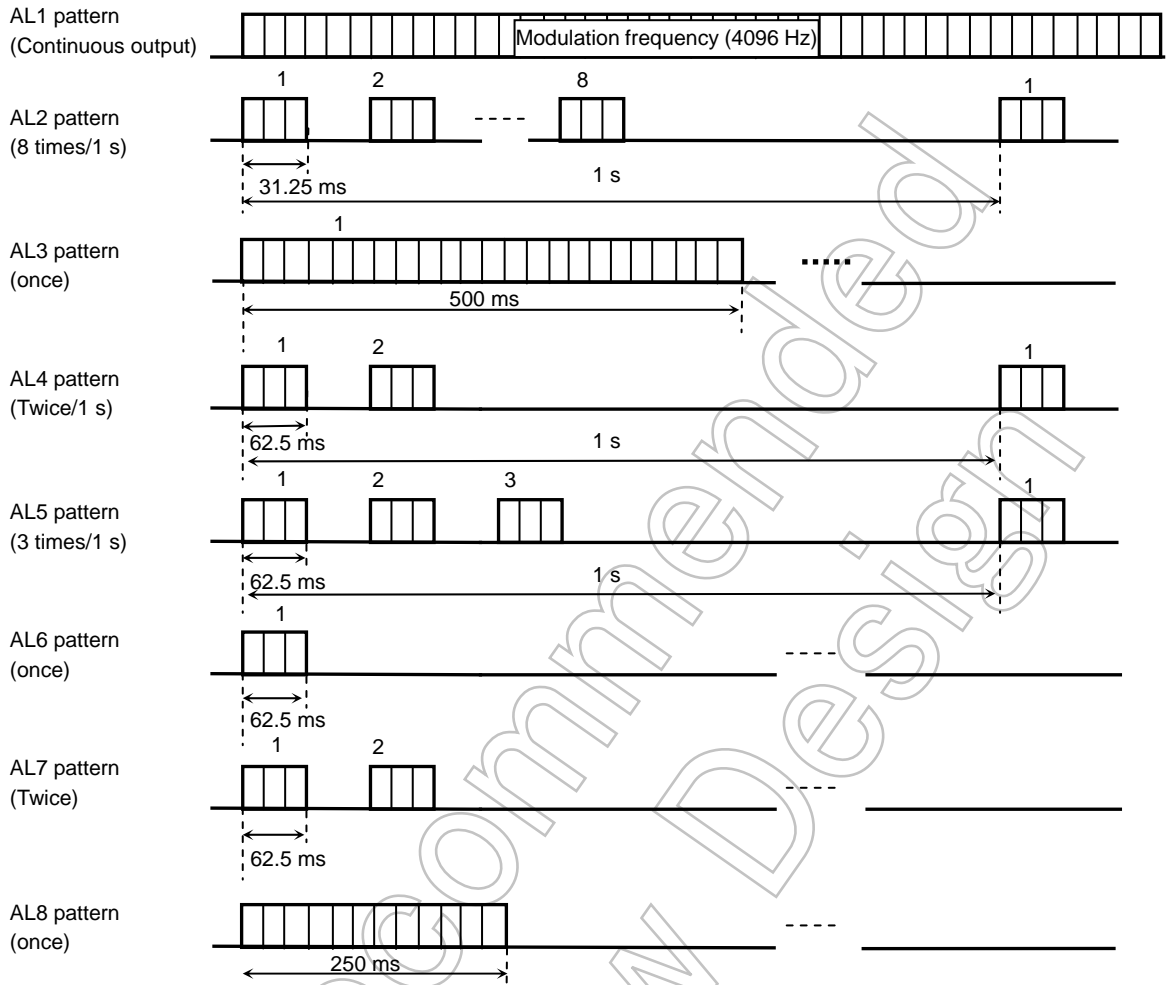 AL1 pattern
(Continuous output)
Modulation frequency (4096 Hz)
1 2 8 1
AL2 pattern
(8 times/1 s)
31.25 ms
1 s
1
AL3 pattern
(once)
500 ms
1 2 1
AL4 pattern
(Twice/1 s)
62.5 ms
1 s
1 2 3 1
AL5 pattern
(3 times/1 s)
62.5 ms
1 s
1
AL6 pattern
(once)
62.5 ms
1 2
AL7 pattern
(Twice)
62.5 ms
AL8 pattern
(once)
250 ms
commended
w Design